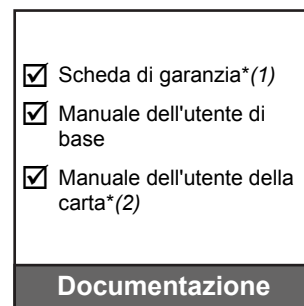 ☑ Scheda di garanzia*(1)
☑ Manuale dell'utente di
base
☑ Manuale dell'utente della
carta*(2)
Documentazione